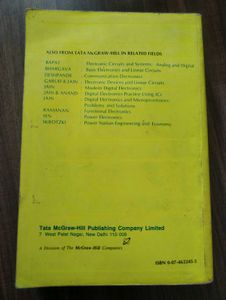 ALSO FROM TATA McGRAW-HILL IN RELATED FIELDS
BAPAT Electronic Circuits and Systems: Analog and Digital
BHARGAVA Basic Electronics and Linear Circuits
DESHPANDE Communication Electronics
GARUD & JAIN Electronic Devices and Linear Circuits
JAIN Modern Digital Electronics
JAIN & ANAND Digital Electronics Practice Using ICs
JAIN Digital Electronics and Microprocessors:
Problems and Solutions
RAMANAN Functional Electronics
SEN Power Electronics
SKROTZKI Power Station Engineering and Economy
Tata McGraw-Hill Publishing Company Limited
7 West Patel Nagar, New Delhi 110 008
A Division of The McGraw-Hill Companies